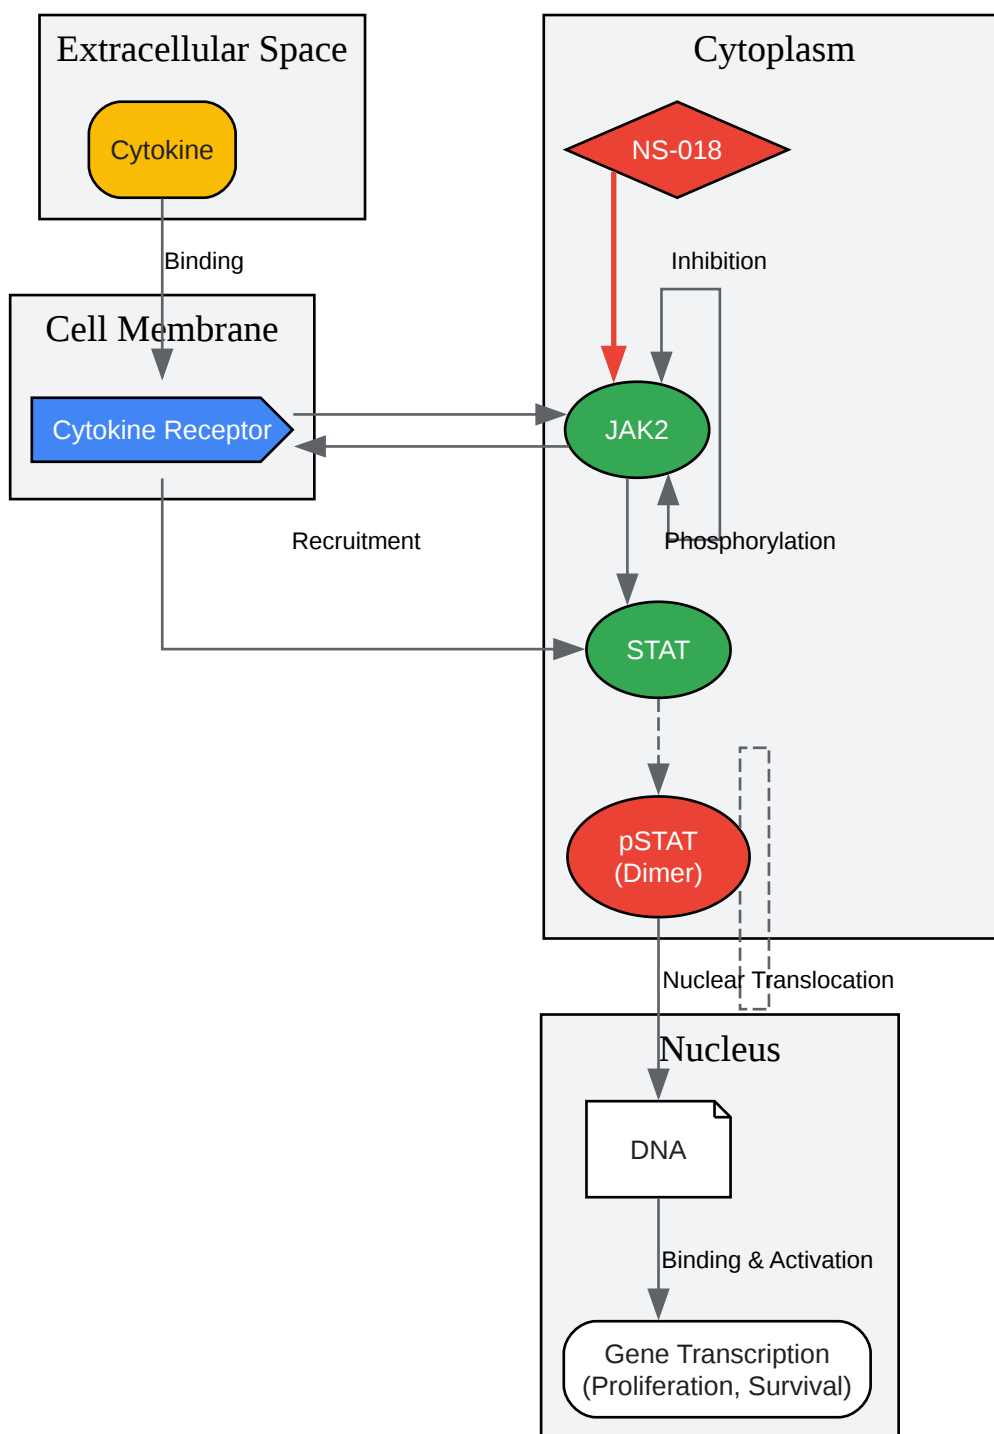 Extracellular Space
Cytoplasm
Cytokine
NS-018
Binding
Inhibition
Cell Membrane
Cytokine Receptor
JAK2
Recruitment
Phosphorylation
STAT
pSTAT
(Dimer)
Nuclear Translocation
Nucleus
DNA
Binding & Activation
Gene Transcription
(Proliferation, Survival)